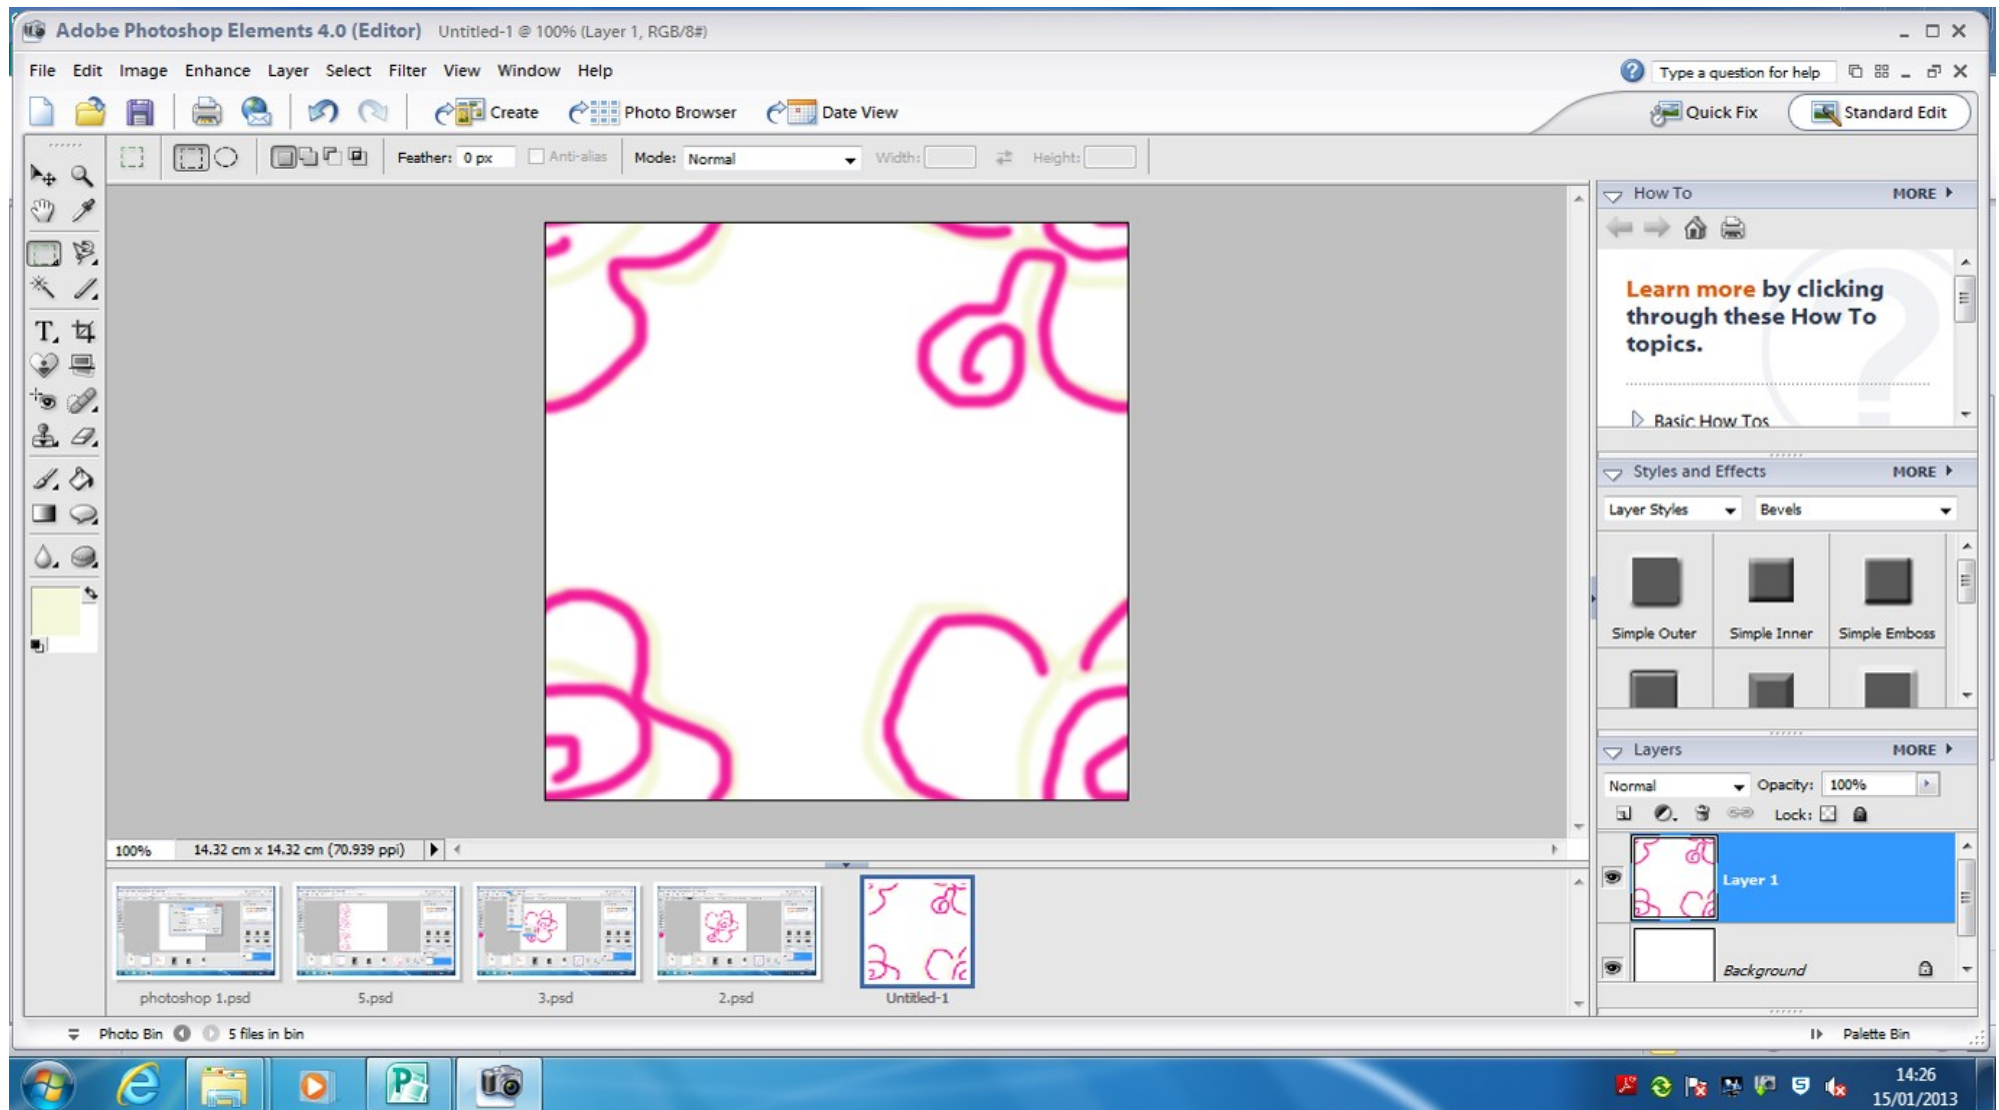 Adobe Photoshop Elements 4.0 (Editor) Untitled-1 @ 100% (Layer 1, RGB/8#)
File Edit Image Enhance Layer Select Filter View Window Help
Type a question for help
Create Photo Browser Date View
Quick Fix Standard Edit
Feather: 0 px Anti-alias Mode: Normal Width: Height:
How To MORE
Learn more by clicking
through these How To
topics.
Basic How Tos
Styles and Effects MORE
Layer Styles Bevels
Simple Outer Simple Inner Simple Emboss
Layers MORE
Normal Opacity: 100%
Lock:
Layer 1
Background
100% 14.32 cm x 14.32 cm (70.939 ppi)
photoshop 1.psd 5.psd 3.psd 2.psd Untitled-1
Photo Bin 5 files in bin
Palette Bin
14:26
15/01/2013